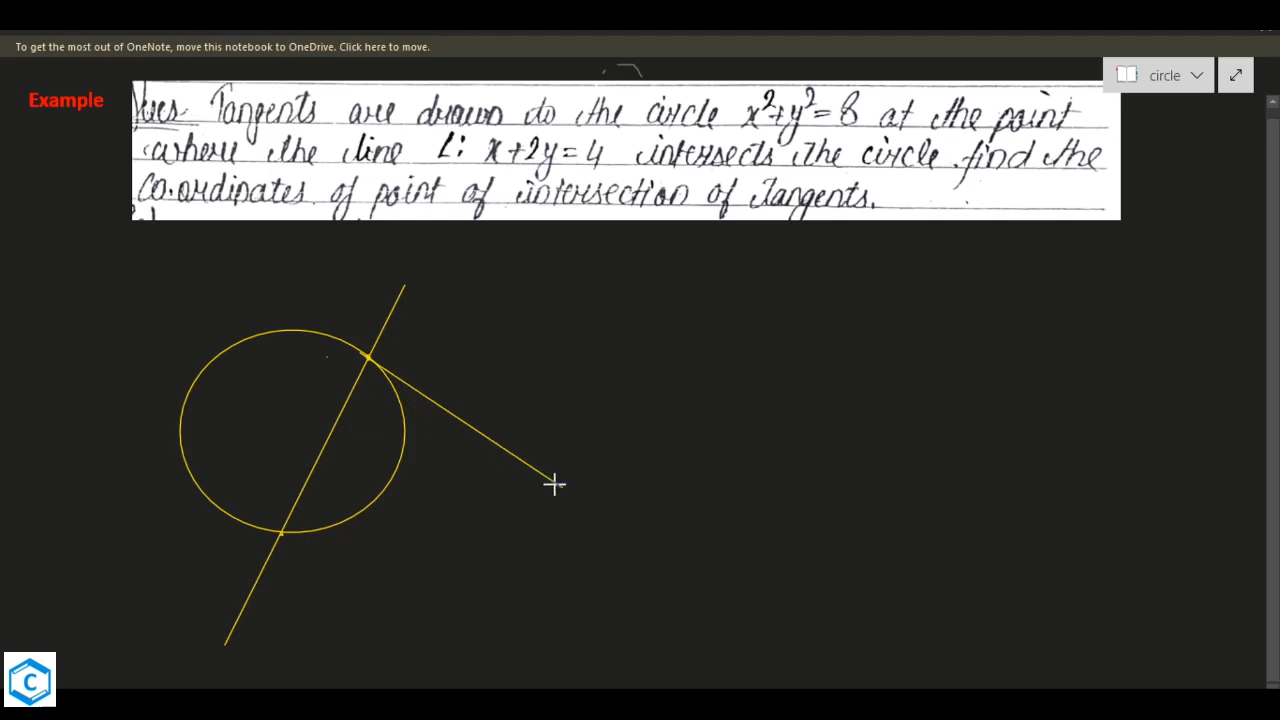 To get the most out of OneNote, move this notebook to OneDrive. Click here to move.
circle
Example
Ques Tangents are drawn to the circle x²+y²=8 at the point
where the line L: x+2y=4 intersects the circle. find the
co-ordinates of point of intersection of Tangents.
C